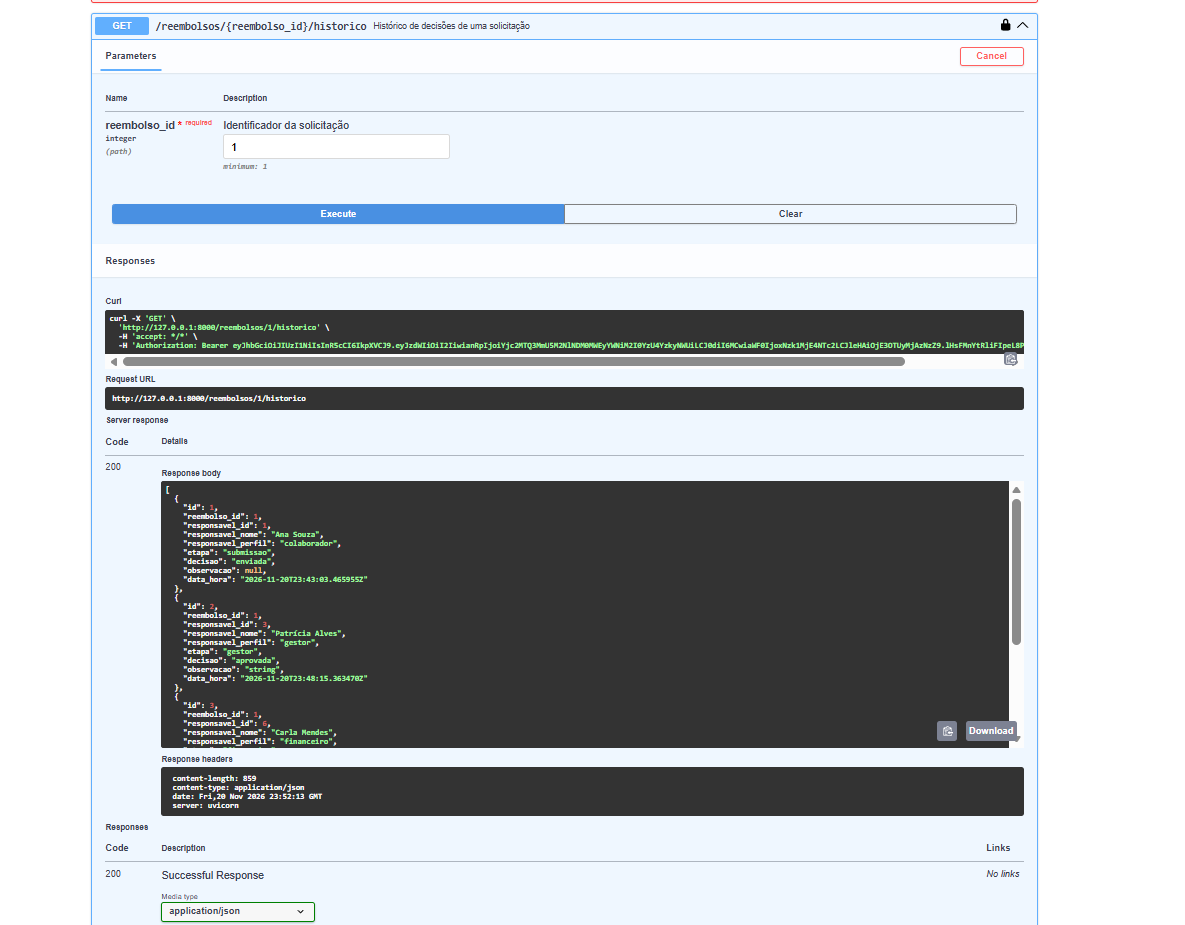 GET /reembolsos/{reembolso_id}/historico Histórico de decisões de uma solicitação
Parameters
Cancel
Name Description
reembolso_id * required Identificador da solicitação
integer
(path)
1
minimum: 1
Execute Clear
Responses
Curl
curl -X 'GET' \
'http://127.0.0.1:8000/reembolsos/1/historico' \
-H 'accept: */*' \
-H 'Authorization: Bearer
Request URL
http://127.0.0.1:8000/reembolsos/1/historico
Server response
Code Details
200
Response body
[
{
"id": 1,
"reembolso_id": 1,
"responsavel_id": 1,
"responsavel_nome": "Ana Souza",
"responsavel_perfil": "colaborador",
"etapa": "submissao",
"decisao": "enviada",
"observacao": null,
"data_hora": "2026-11-20T23:43:03.465955Z"
},
{
"id": 2,
"reembolso_id": 1,
"responsavel_id": 3,
"responsavel_nome": "Patrícia Alves",
"responsavel_perfil": "gestor",
"etapa": "gestor",
"decisao": "aprovada",
"observacao": "string",
"data_hora": "2026-11-20T23:48:15.363470Z"
},
{
"id": 3,
"reembolso_id": 1,
"responsavel_id": 6,
"responsavel_nome": "Carla Mendes",
"responsavel_perfil": "financeiro",
Download
Response headers
content-length: 859
content-type: application/json
date: Fri,20 Nov 2026 23:52:13 GMT
server: uvicorn
Responses
Code Description Links
200 Successful Response No links
Media type
application/json